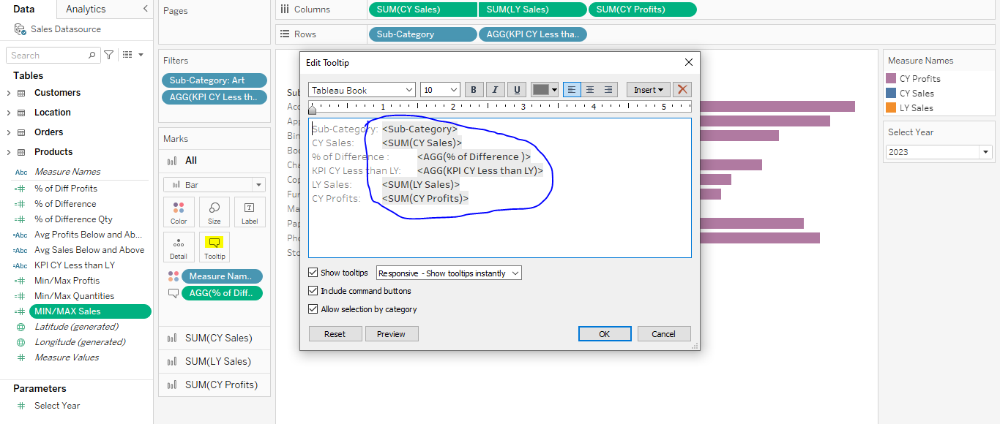 Data
Analytics
Sales Datasource
Search
Tables
Customers
Location
Orders
Products
Abc Measure Names
% of Diff Profits
% of Difference
% of Difference Qty
=Abc Avg Profits Below and Ab...
=Abc Avg Sales Below and Above
=Abc KPI CY Less than LY
Min/Max Proftis
Min/Max Quantities
MIN/MAX Sales
Latitude (generated)
Longitude (generated)
Measure Values
Parameters
Select Year
Pages
Filters
Sub-Category: Art
AGG(KPI CY Less th..
Marks
All
Bar
Color
Size
Label
Detail
Tooltip
Measure Nam..
AGG(% of Diff..
SUM(CY Sales)
SUM(LY Sales)
SUM(CY Profits)
Columns
SUM(CY Sales)
SUM(LY Sales)
SUM(CY Profits)
Rows
Sub-Category
AGG(KPI CY Less tha..
Sub
Acc
App
Bin
Boo
Cha
Cop
Fur
Ma
Pap
Pho
Sto
Edit Tooltip
Tableau Book
10
B
I
U
Insert
1 2 3 4 5
Sub-Category: <Sub-Category>
CY Sales: <SUM(CY Sales)>
% of Difference : <AGG(% of Difference )>
KPI CY Less than LY: <AGG(KPI CY Less than LY)>
LY Sales: <SUM(LY Sales)>
CY Profits: <SUM(CY Profits)>
Show tooltips
Responsive - Show tooltips instantly
Include command buttons
Allow selection by category
Reset
Preview
OK
Cancel
Measure Names
CY Profits
CY Sales
LY Sales
Select Year
2023